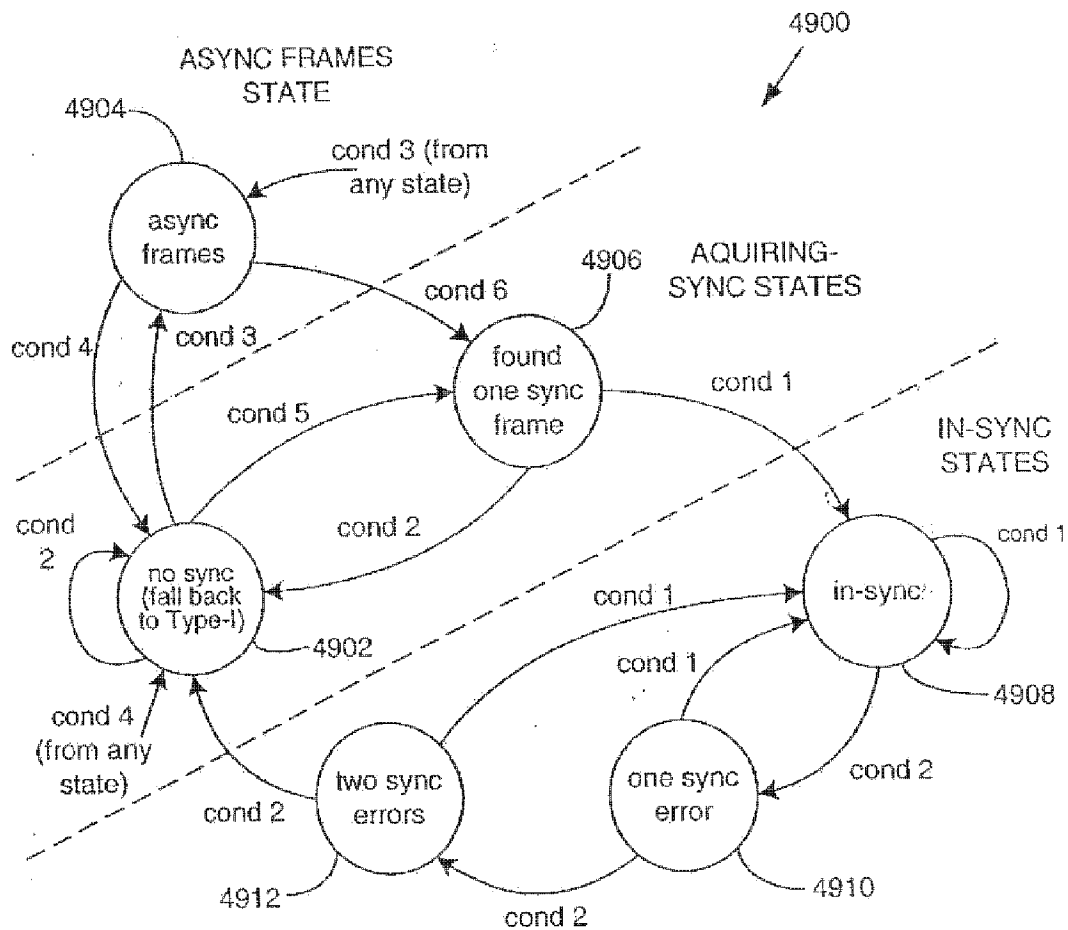 4900
ASYNC FRAMES
STATE
4904
cond 3 (from
any state)
async
frames
4906
AQUIRING-
SYNC STATES
cond 6
cond 4
cond 3
found
one sync
frame
cond 1
cond 5
IN-SYNC
STATES
cond
2
cond 2
cond 1
no sync
(fall back
to Type-I)
cond 1
in-sync
4902
cond 1
4908
cond 4
(from any
state)
cond 2
two sync
errors
one sync
error
cond 2
4912
4910
cond 2